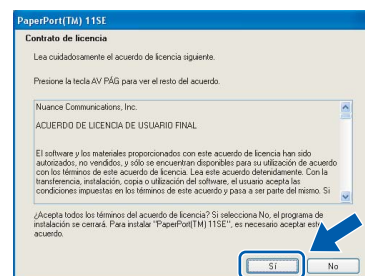 PaperPort(TM) 11SE
Contrato de licencia
Lea cuidadosamente el acuerdo de licencia siguiente.
Presione la tecla AV PÁG para ver el resto del acuerdo.
Nuance Communications, Inc.
ACUERDO DE LICENCIA DE USUARIO FINAL
El software y los materiales proporcionados con este acuerdo de licencia han sido
autorizados, no vendidos, y sólo se encuentran disponibles para su utilización de acuerdo
con los términos de este acuerdo de licencia. Lea este acuerdo detenidamente. Con la
transferencia, instalación, copia o utilización del software, el usuario acepta las
condiciones impuestas en los términos de este acuerdo y pasa a ser parte del mismo. Si
¿Acepta todos los términos del acuerdo de licencia? Si selecciona No, el programa de
instalación se cerrará. Para instalar "PaperPort(TM) 11SE", es necesario aceptar este
acuerdo.
Sí
No